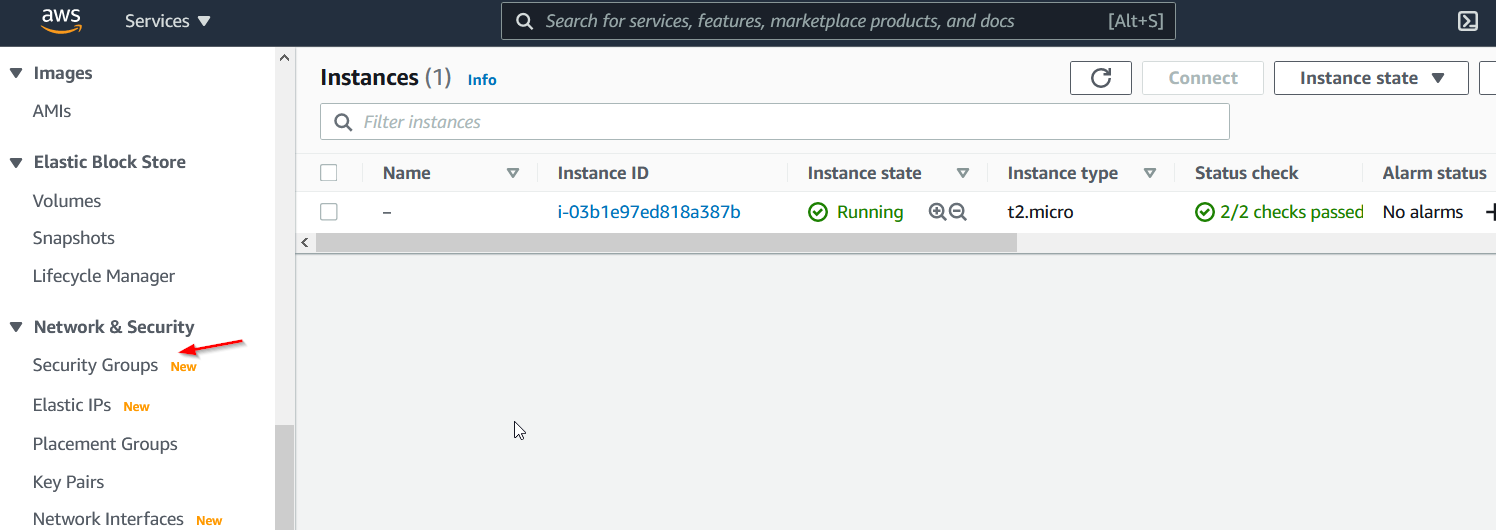 aws
Services
Search for services, features, marketplace products, and docs [Alt+S]
Images
AMIs
Elastic Block Store
Volumes
Snapshots
Lifecycle Manager
Network & Security
Security Groups New
Elastic IPs New
Placement Groups
Key Pairs
Network Interfaces New
Instances (1) Info
Connect
Instance state
Filter instances
Name Instance ID Instance state Instance type Status check Alarm status
– i-03b1e97ed818a387b Running t2.micro 2/2 checks passed No alarms